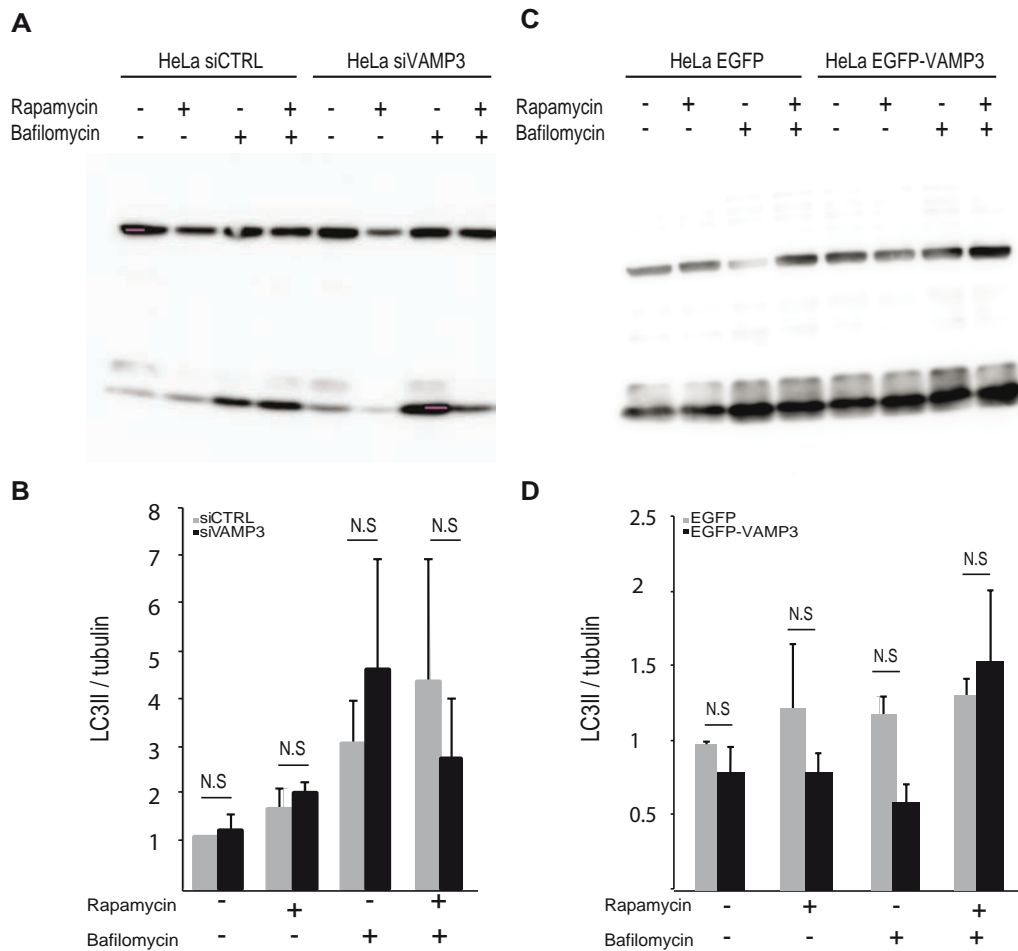 A
HeLa siCTRL HeLa siVAMP3
Rapamycin - + - + - + - +
Bafilomycin - - + + - - + +
C
HeLa EGFP HeLa EGFP-VAMP3
Rapamycin - + - + - + - +
Bafilomycin - - + + - - + +
B
siCTRL
siVAMP3
LC3II / tubulin
8
7
6
5
4
3
2
1
N.S
N.S
N.S
N.S
Rapamycin - + - +
Bafilomycin - - + +
D
EGFP
EGFP-VAMP3
LC3II / tubulin
2.5
2
1.5
1
0.5
N.S
N.S
N.S
N.S
Rapamycin - + - +
Bafilomycin - - + +